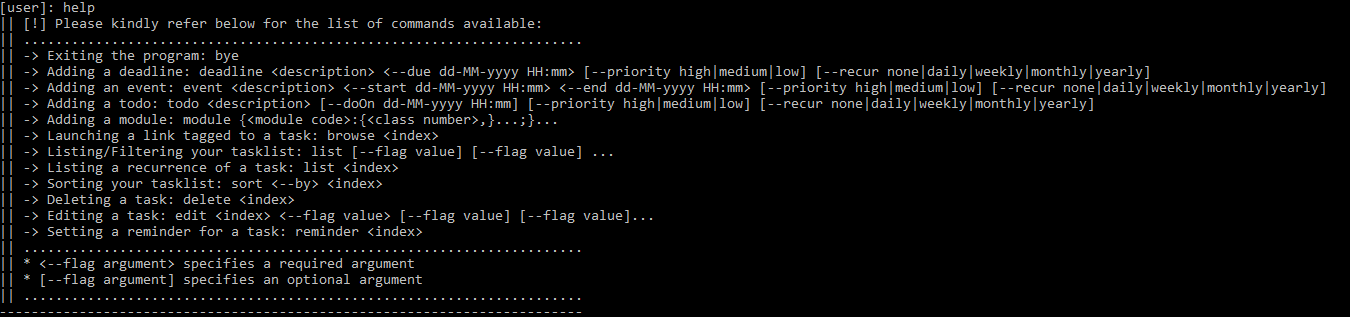 [user]: help
|| [!] Please kindly refer below for the list of commands available:
|| ......................................................................
|| -> Exiting the program: bye
|| -> Adding a deadline: deadline <description> <--due dd-MM-yyyy HH:mm> [--priority high|medium|low] [--recur none|daily|weekly|monthly|yearly]
|| -> Adding an event: event <description> <--start dd-MM-yyyy HH:mm> <--end dd-MM-yyyy HH:mm> [--priority high|medium|low] [--recur none|daily|weekly|monthly|yearly]
|| -> Adding a todo: todo <description> [--doOn dd-MM-yyyy HH:mm] [--priority high|medium|low] [--recur none|daily|weekly|monthly|yearly]
|| -> Adding a module: module {<module code>:{<class number>,}...;}...
|| -> Launching a link tagged to a task: browse <index>
|| -> Listing/Filtering your tasklist: list [--flag value] [--flag value] ...
|| -> Listing a recurrence of a task: list <index>
|| -> Sorting your tasklist: sort <--by> <index>
|| -> Deleting a task: delete <index>
|| -> Editing a task: edit <index> <--flag value> [--flag value] [--flag value]...
|| -> Setting a reminder for a task: reminder <index>
|| ......................................................................
|| * <--flag argument> specifies a required argument
|| * [--flag argument] specifies an optional argument
|| ......................................................................
-------------------------------------------------------------------------